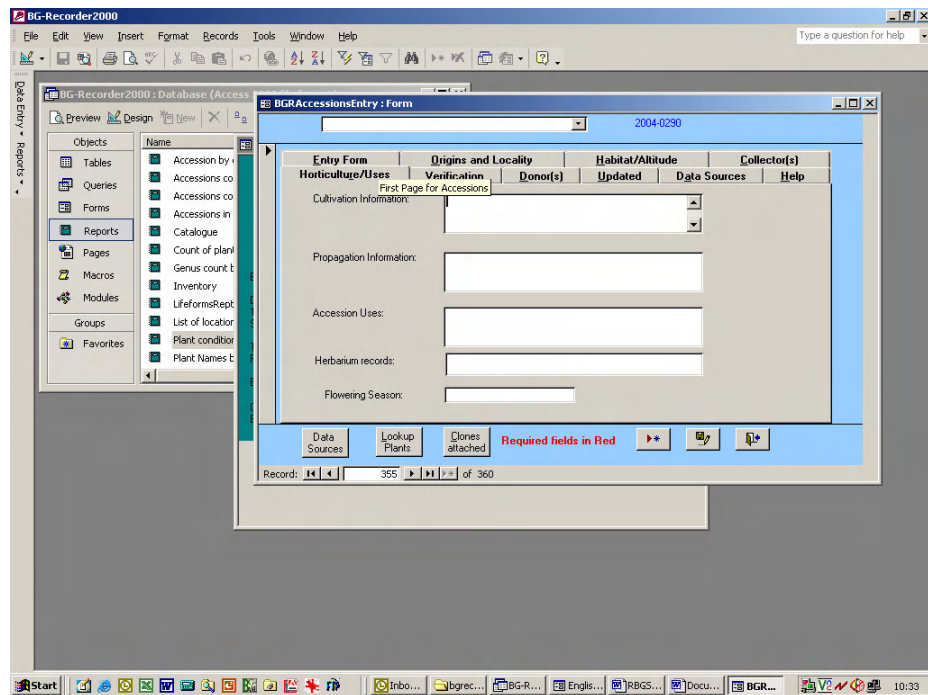 BG-Recorder2000
File Edit View Insert Format Records Tools Window Help
Type a question for help
Data Entry Reports
BG-Recorder2000 : Database (Access
Preview Design New
Objects
Tables
Queries
Forms
Reports
Pages
Macros
Modules
Groups
Favorites
Name
Accession by
Accessions co
Accessions co
Accessions in
Catalogue
Count of plan
Genus count b
Inventory
LifeformsRept
List of location
Plant condition
Plant Names b
BGRAccessionsEntry : Form
2004-0290
Entry Form Origins and Locality Habitat/Altitude Collector(s)
Horticulture/Uses Verification Donor(s) Updated Data Sources Help
First Page for Accessions
Cultivation Information:
Propagation Information:
Accession Uses:
Herbarium records:
Flowering Season:
Data Sources
Lookup Plants
Clones attached
Required fields in Red
Record: 355 of 360
Start Inbo... bgrec... BG-R... Englis... RBGS... Docu... BGR... 10:33